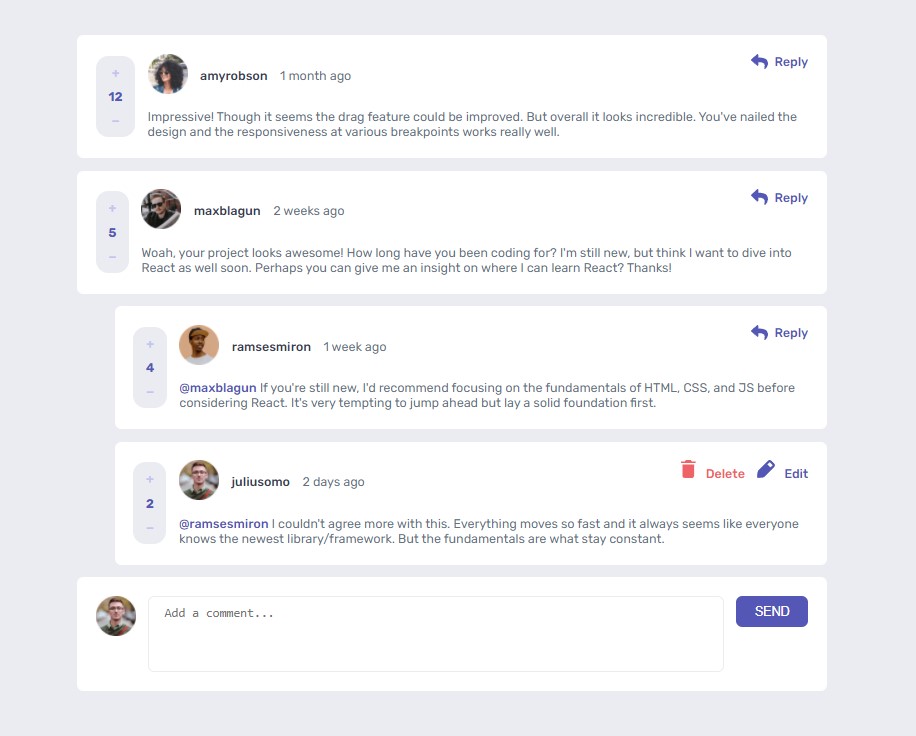 +
12
−
amyrobson 1 month ago
Reply
Impressive! Though it seems the drag feature could be improved. But overall it looks incredible. You've nailed the
design and the responsiveness at various breakpoints works really well.
+
5
−
maxblagun 2 weeks ago
Reply
Woah, your project looks awesome! How long have you been coding for? I'm still new, but think I want to dive into
React as well soon. Perhaps you can give me an insight on where I can learn React? Thanks!
+
4
−
ramsesmiron 1 week ago
Reply
@maxblagun If you're still new, I'd recommend focusing on the fundamentals of HTML, CSS, and JS before
considering React. It's very tempting to jump ahead but lay a solid foundation first.
+
2
−
juliusomo 2 days ago
Delete Edit
@ramsesmiron I couldn't agree more with this. Everything moves so fast and it always seems like everyone
knows the newest library/framework. But the fundamentals are what stay constant.
Add a comment...
SEND